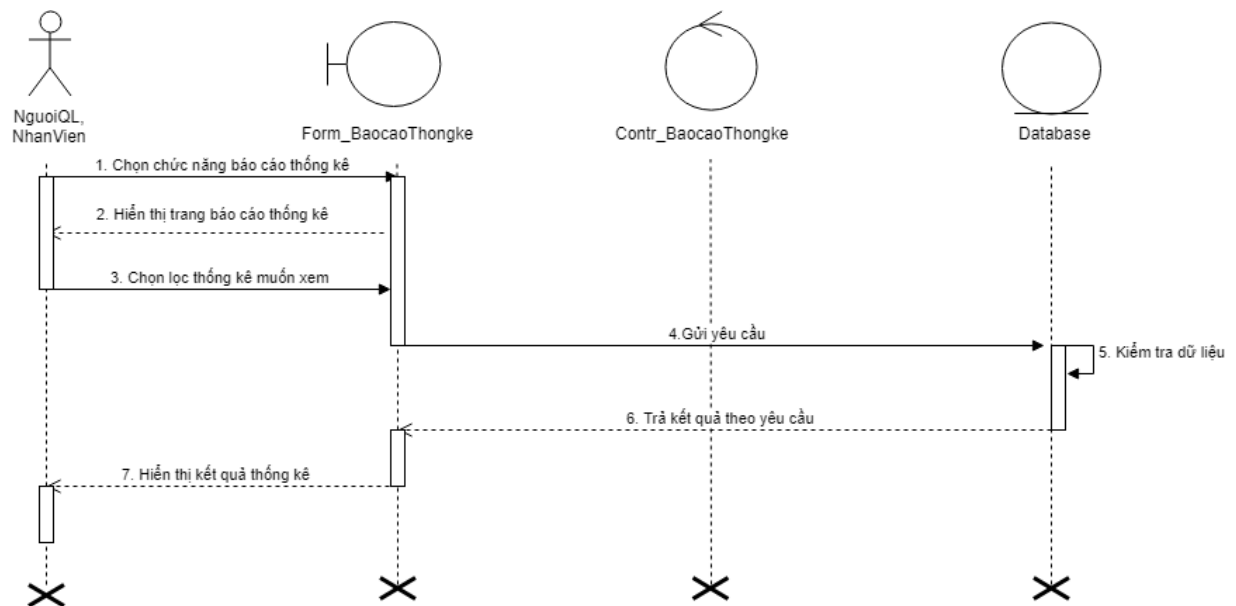 NguoiQL,
NhanVien
Form_BaocaoThongke
Contr_BaocaoThongke
Database
1. Chọn chức năng báo cáo thống kê
2. Hiển thị trang báo cáo thống kê
3. Chọn lọc thống kê muốn xem
4.Gửi yêu cầu
5. Kiểm tra dữ liệu
6. Trả kết quả theo yêu cầu
7. Hiển thị kết quả thống kê